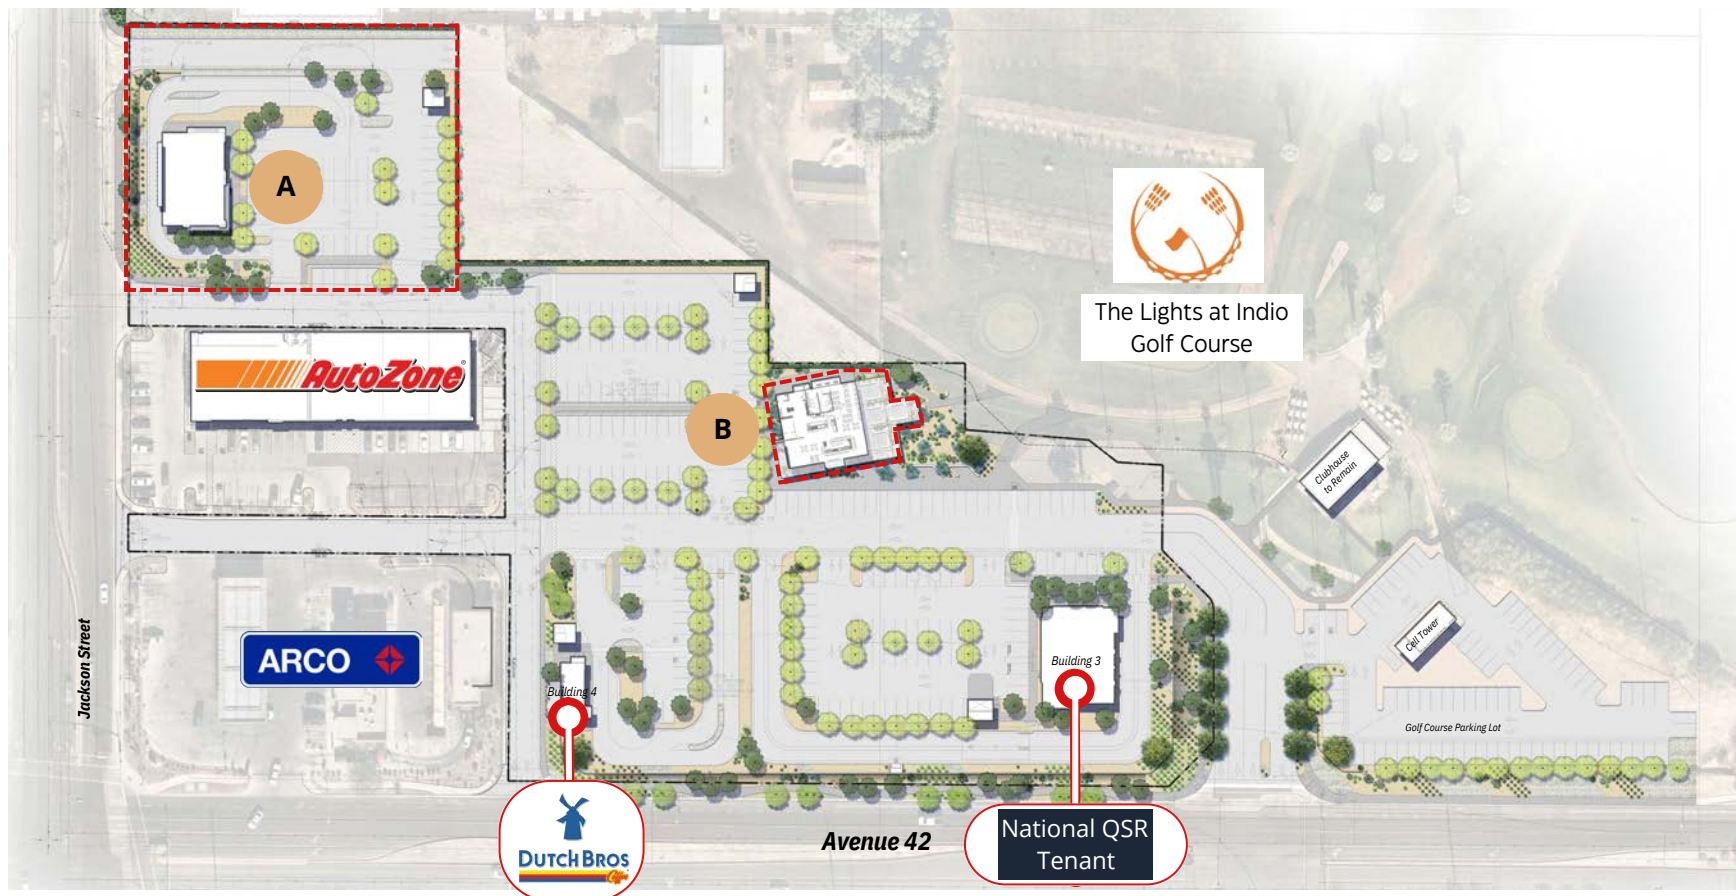 A
The Lights at Indio
Golf Course
AutoZone
B
Clubhouse
to Remain
Jackson Street
ARCO
Building 4
Building 3
Cell Tower
Golf Course Parking Lot
DUTCH BROS
Coffee
Avenue 42
National QSR
Tenant